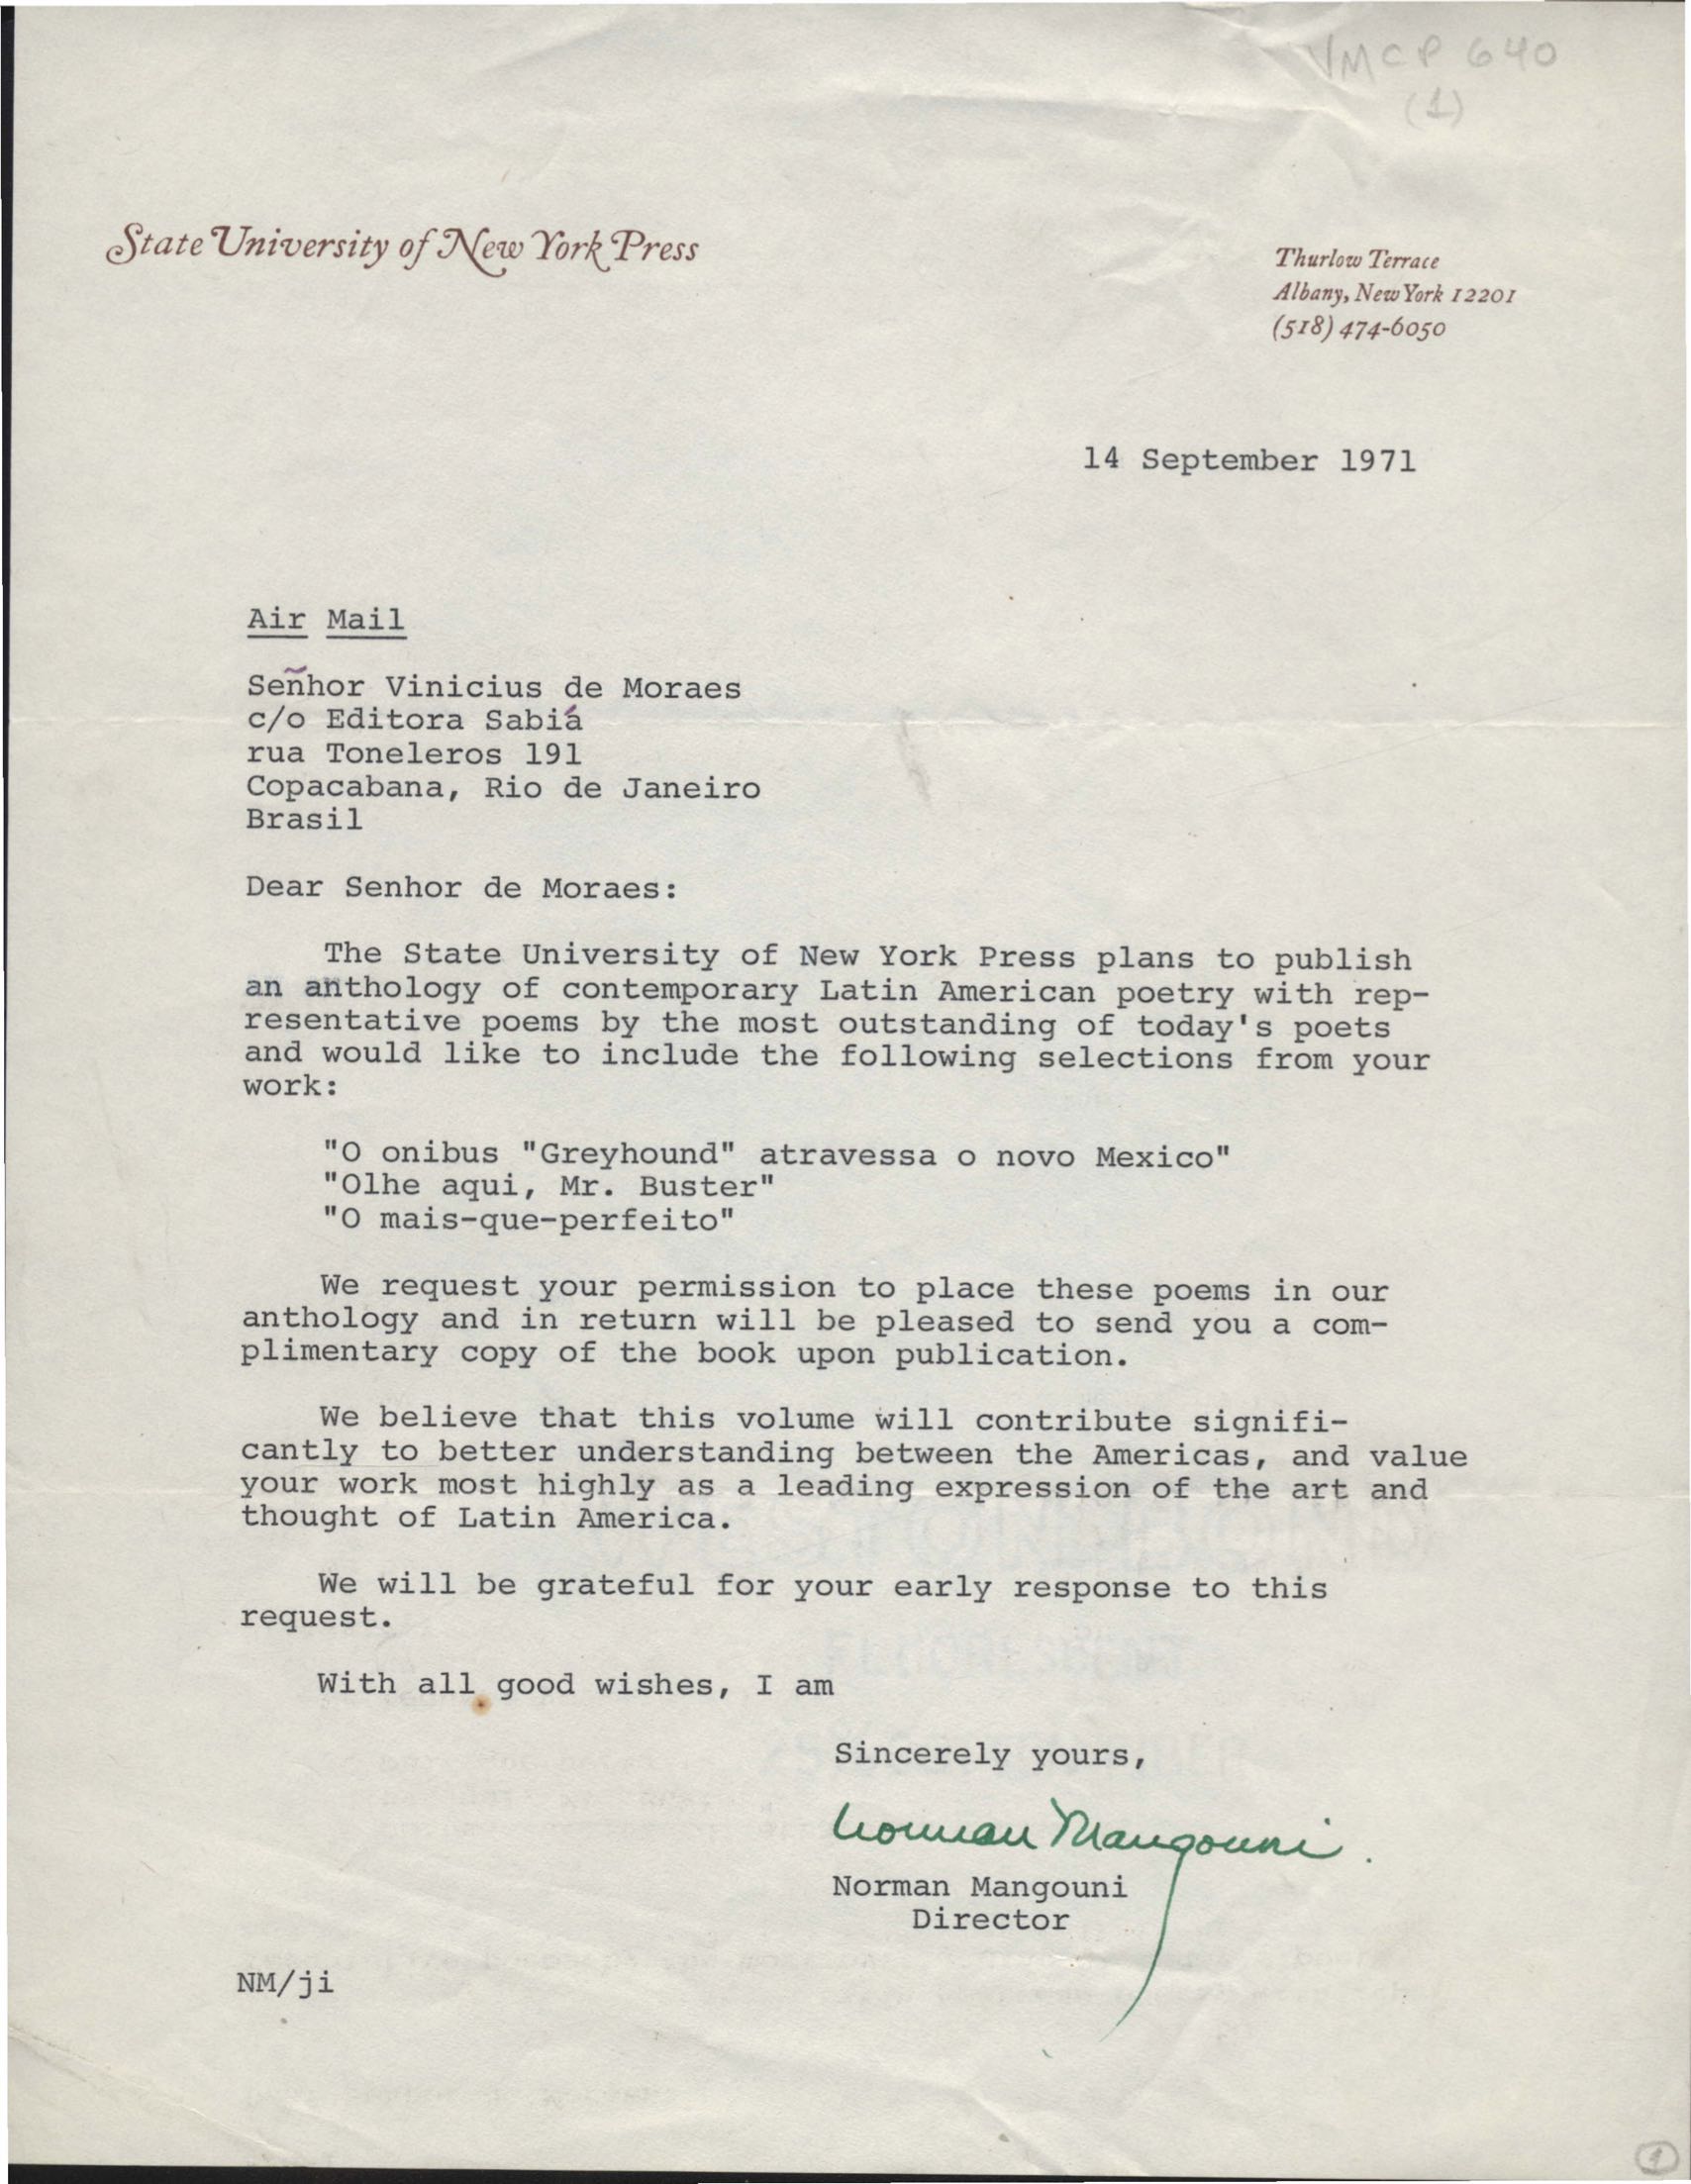 VMCP 640
(1)
State University of New York Press
Thurlow Terrace
Albany, New York 12201
(518) 474-6050
14 September 1971
Air Mail
Señhor Vinicius de Moraes
c/o Editora Sabiá
rua Toneleros 191
Copacabana, Rio de Janeiro
Brasil
Dear Senhor de Moraes:
The State University of New York Press plans to publish
an anthology of contemporary Latin American poetry with rep-
resentative poems by the most outstanding of today's poets
and would like to include the following selections from your
work:
"O onibus "Greyhound" atravessa o novo Mexico"
"Olhe aqui, Mr. Buster"
"O mais-que-perfeito"
We request your permission to place these poems in our
anthology and in return will be pleased to send you a com-
plimentary copy of the book upon publication.
We believe that this volume will contribute signifi-
cantly to better understanding between the Americas, and value
your work most highly as a leading expression of the art and
thought of Latin America.
We will be grateful for your early response to this
request.
With all good wishes, I am
Sincerely yours,
Norman Mangouni.
Norman Mangouni
Director
NM/ji
1